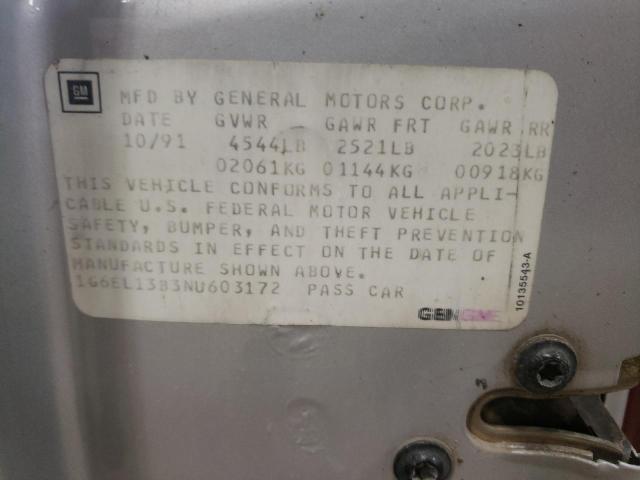 GM
MFD BY GENERAL MOTORS CORP.
DATE GVWR GAWR FRT GAWR RR
10/91 4544LB 2521LB 2023LB
02061KG 01144KG 00918KG
THIS VEHICLE CONFORMS TO ALL APPLI-
CABLE U.S. FEDERAL MOTOR VEHICLE
SAFETY, BUMPER, AND THEFT PREVENTION
STANDARDS IN EFFECT ON THE DATE OF
MANUFACTURE SHOWN ABOVE.
1G6EL13B3NU603172 PASS CAR
10135543-A